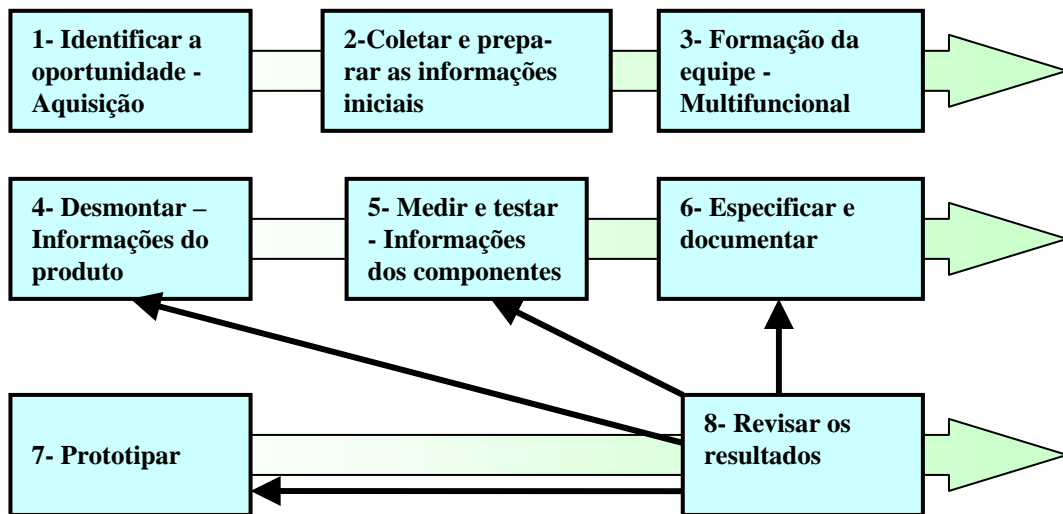 1- Identificar a
oportunidade -
Aquisição
2-Coletar e prepa-
rar as informações
iniciais
3- Formação da
equipe -
Multifuncional
4- Desmontar –
Informações do
produto
5- Medir e testar
- Informações
dos componentes
6- Especificar e
documentar
7- Prototipar
8- Revisar os
resultados